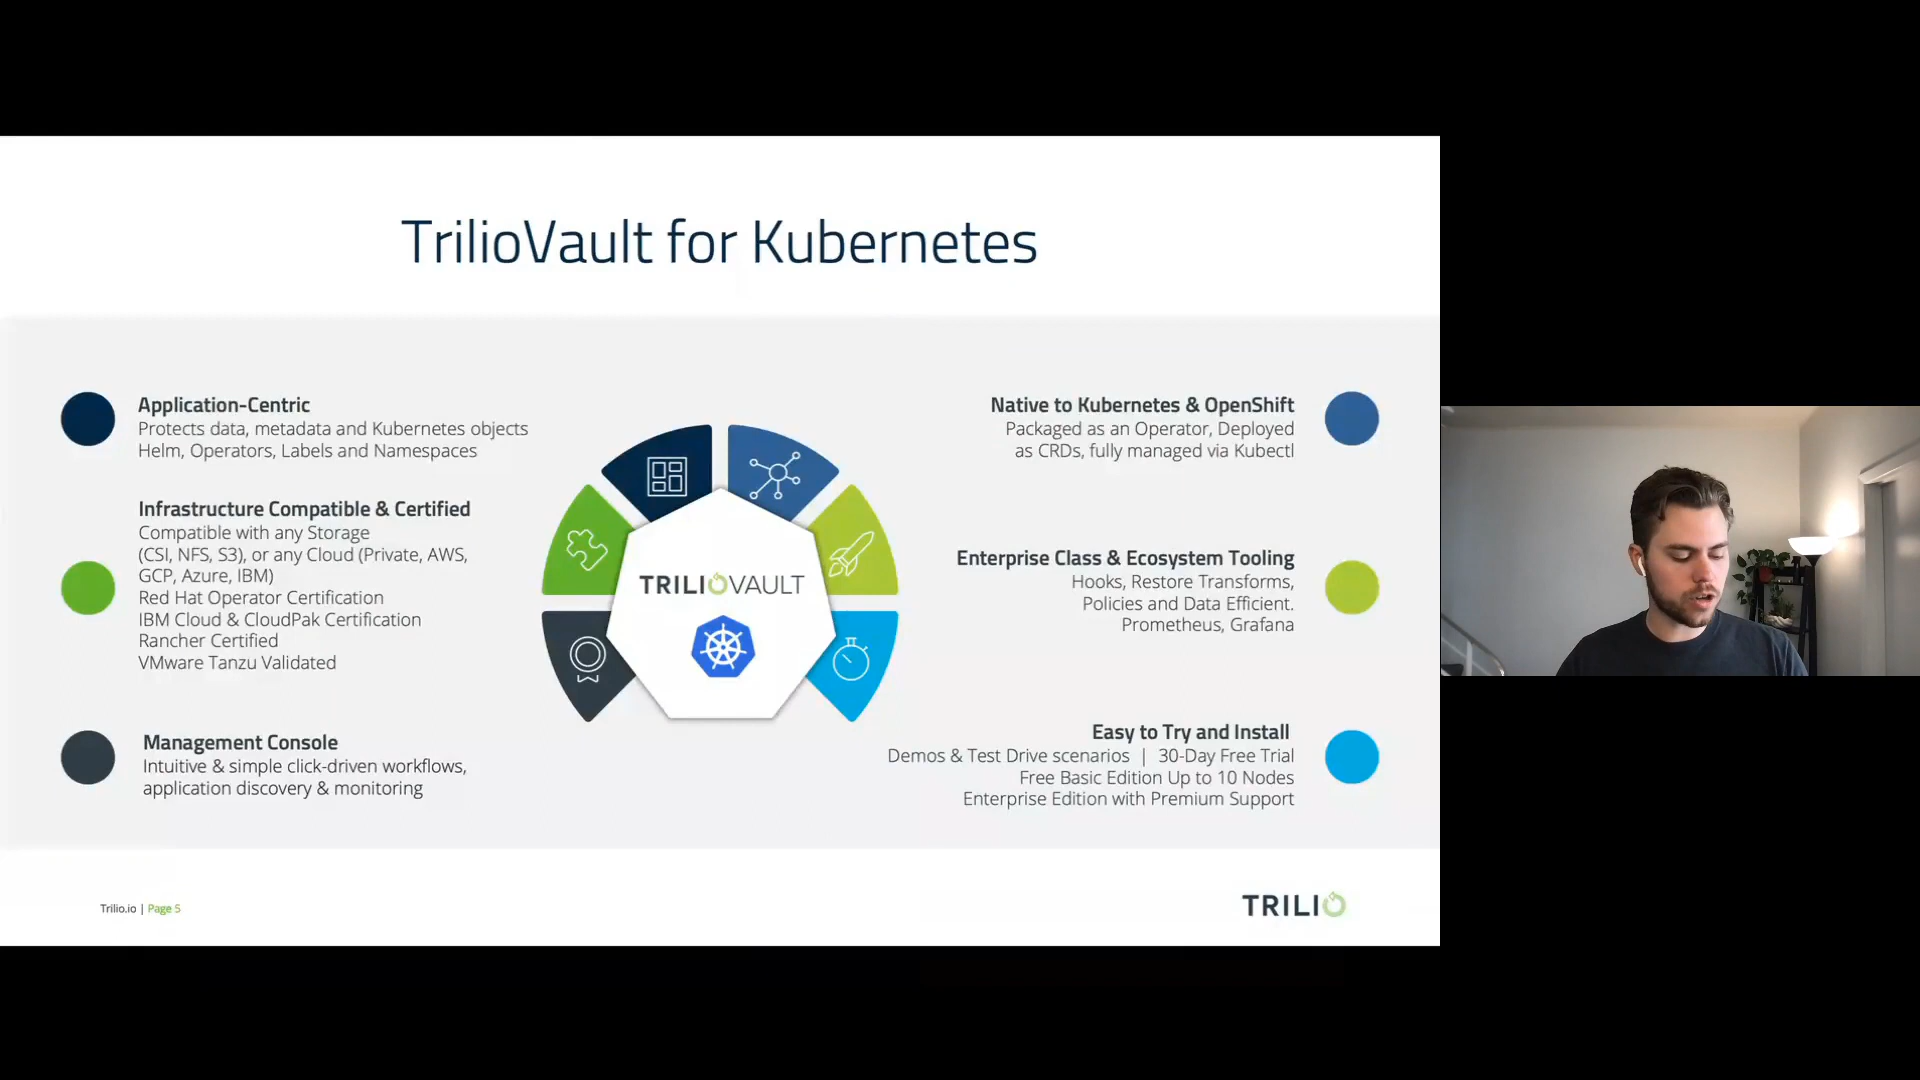 TrilioVault for Kubernetes
Application-Centric
Protects data, metadata and Kubernetes objects
Helm, Operators, Labels and Namespaces
Infrastructure Compatible & Certified
Compatible with any Storage
(CSI, NFS, S3), or any Cloud (Private, AWS,
GCP, Azure, IBM)
Red Hat Operator Certification
IBM Cloud & CloudPak Certification
Rancher Certified
VMware Tanzu Validated
Management Console
Intuitive & simple click-driven workflows,
application discovery & monitoring
TRILIOVAULT
Native to Kubernetes & OpenShift
Packaged as an Operator, Deployed
as CRDs, fully managed via Kubectl
Enterprise Class & Ecosystem Tooling
Hooks, Restore Transforms,
Policies and Data Efficient.
Prometheus, Grafana
Easy to Try and Install
Demos & Test Drive scenarios | 30-Day Free Trial
Free Basic Edition Up to 10 Nodes
Enterprise Edition with Premium Support
Trilio.io | Page 5
TRILIO